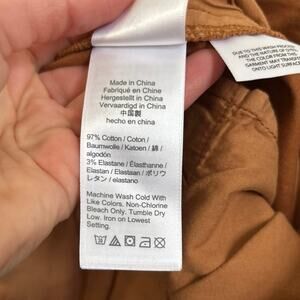 Made in China
Fabriqué en Chine
Hergestellt in China
Vervaardigd in China
中国製
hecho en china
97% Cotton / Coton /
Baumwolle / Katoen / 綿 /
algodón
3% Elastane / Élasthanne /
Elastan / Elastaan / ポリウ
レタン / elastano
Machine Wash Cold With
Like Colors. Non-Chlorine
Bleach Only. Tumble Dry
Low. Iron on Lowest
Setting.
DUE TO THIS WASH PROCESS
AND THE NATURE OF DYES,
THE COLOR FROM THIS
GARMENT MAY TRANSFER
ONTO LIGHT SURFACES